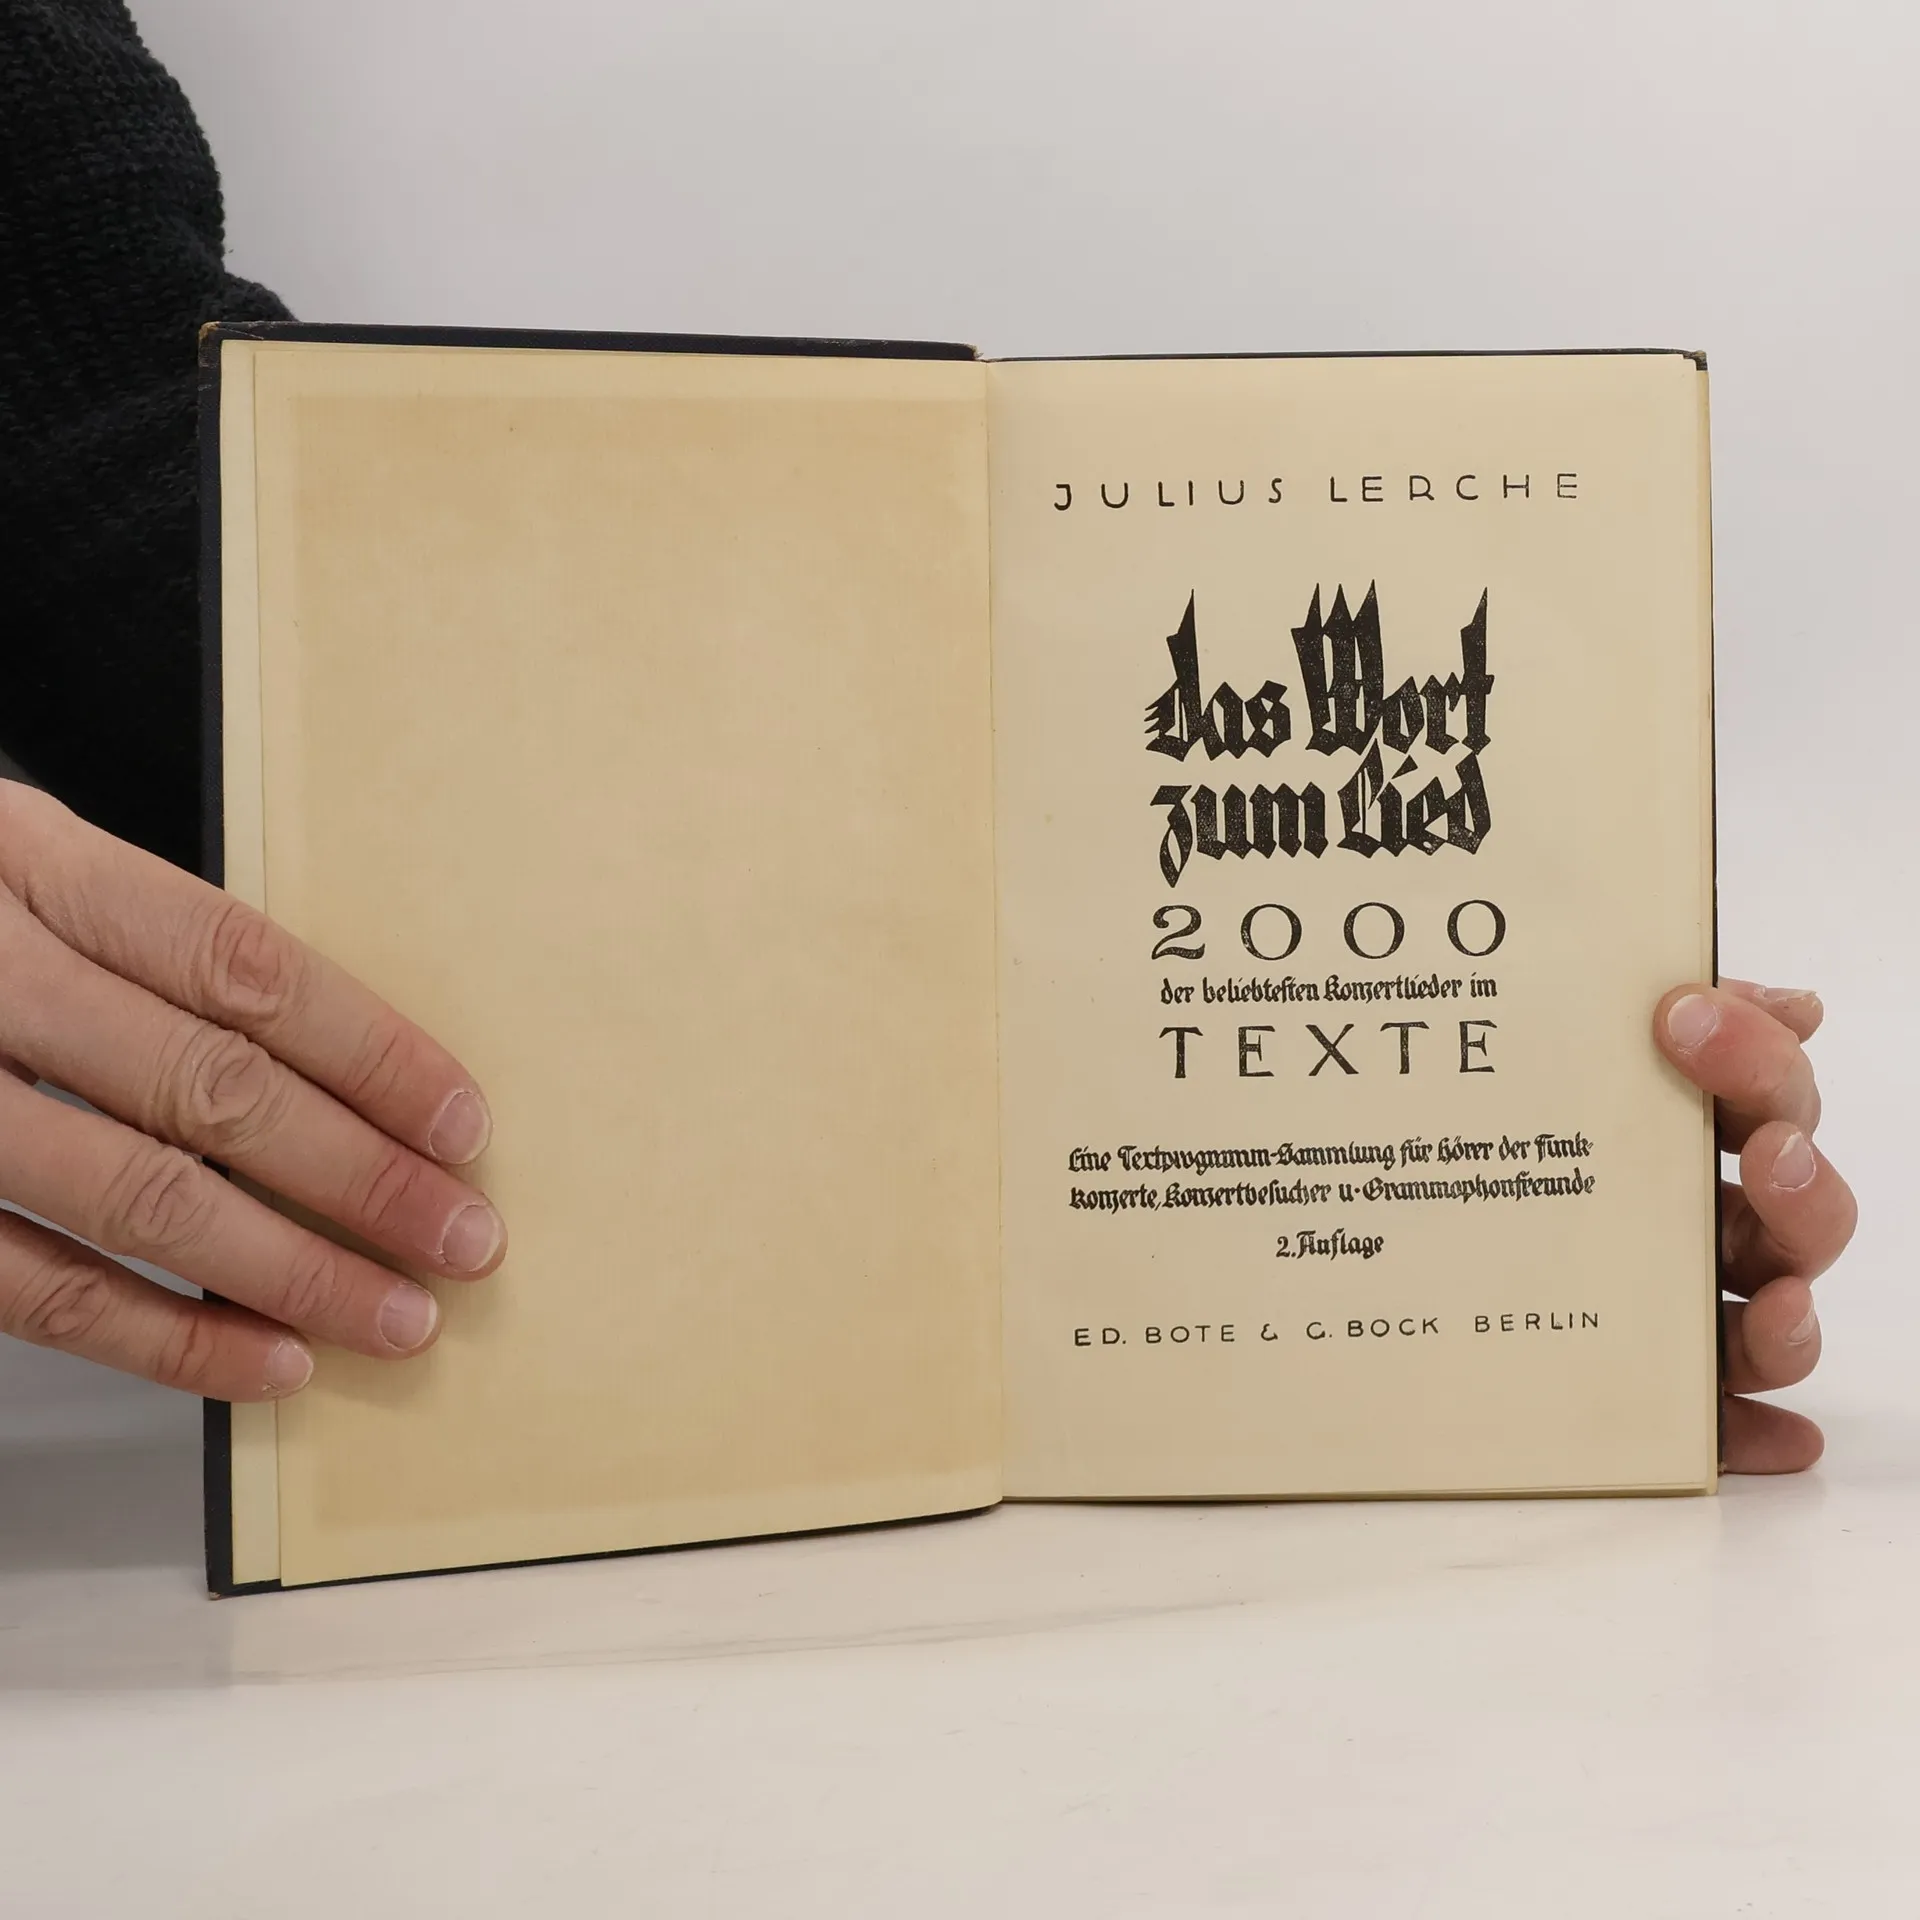 JULIUS LERCHE
das Wort
zum Lied
2000
der beliebtesten Konzertlieder im
TEXTE
Eine Textprogramm-Sammlung für Hörer der Funk-
konzerte, Konzertbesucher u. Grammophonfreunde
2. Auflage
ED. BOTE & G. BOCK BERLIN